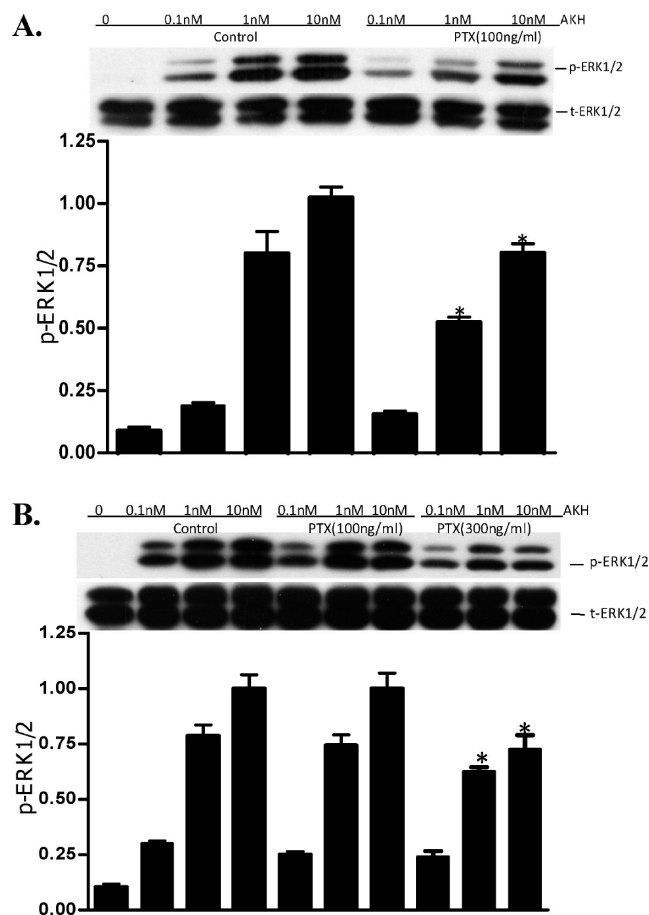 A.
0 0.1nM 1nM 10nM 0.1nM 1nM 10nM AKH
Control PTX(100ng/ml)
p-ERK1/2
t-ERK1/2
1.25
1.00
0.75
0.50
0.25
0.00
p-ERK1/2
*
*
B.
0 0.1nM 1nM 10nM 0.1nM 1nM 10nM 0.1nM 1nM 10nM AKH
Control PTX(100ng/ml) PTX(300ng/ml)
p-ERK1/2
t-ERK1/2
1.25
1.00
0.75
0.50
0.25
0.00
p-ERK1/2
*
*